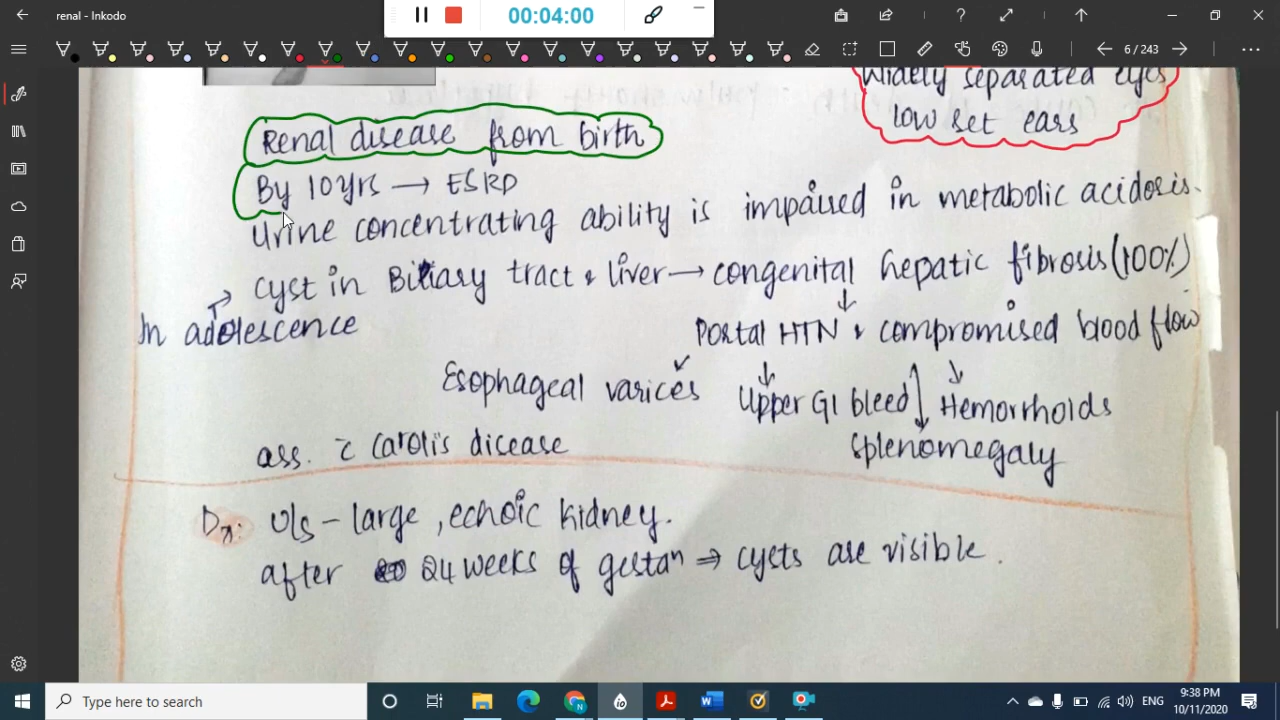 renal - Inkodo
00:04:00
6 / 243
Widely separated eyes
low set ears
Renal disease from birth
By 10yrs → ESRD
Urine concentrating ability is impaired in metabolic acidosis.
→ cyst in Biliary tract & liver → congenital hepatic fibrosis (100%)
In adolescence
↓
Portal HTN & compromised blood flow
↙ ↓ ↓
Esophageal varices Upper GI bleed Hemorrhoids
Splenomegaly
ass. c̄ Caroli's disease
Dx: U/s - large, echoic kidney.
after 24 weeks of gestaⁿ ⇒ cysts are visible.
Type here to search
ENG
9:38 PM
10/11/2020